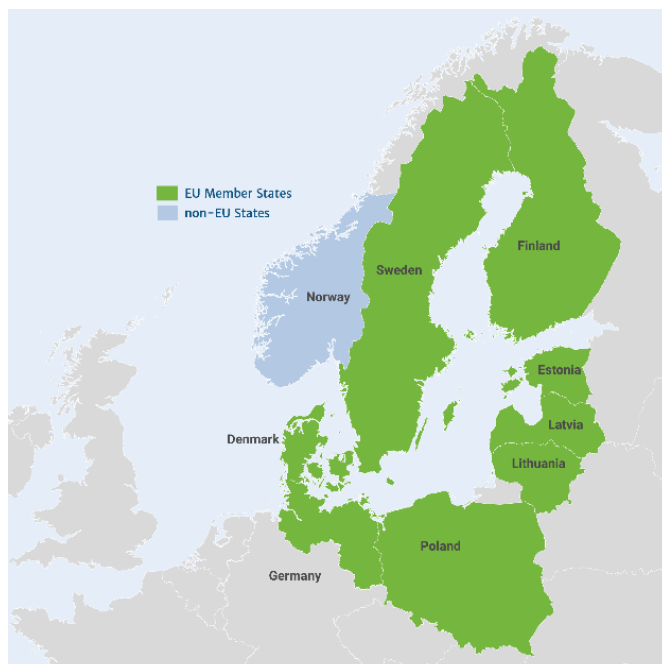 EU Member States
non-EU States
Finland
Sweden
Norway
Estonia
Latvia
Denmark
Lithuania
Poland
Germany